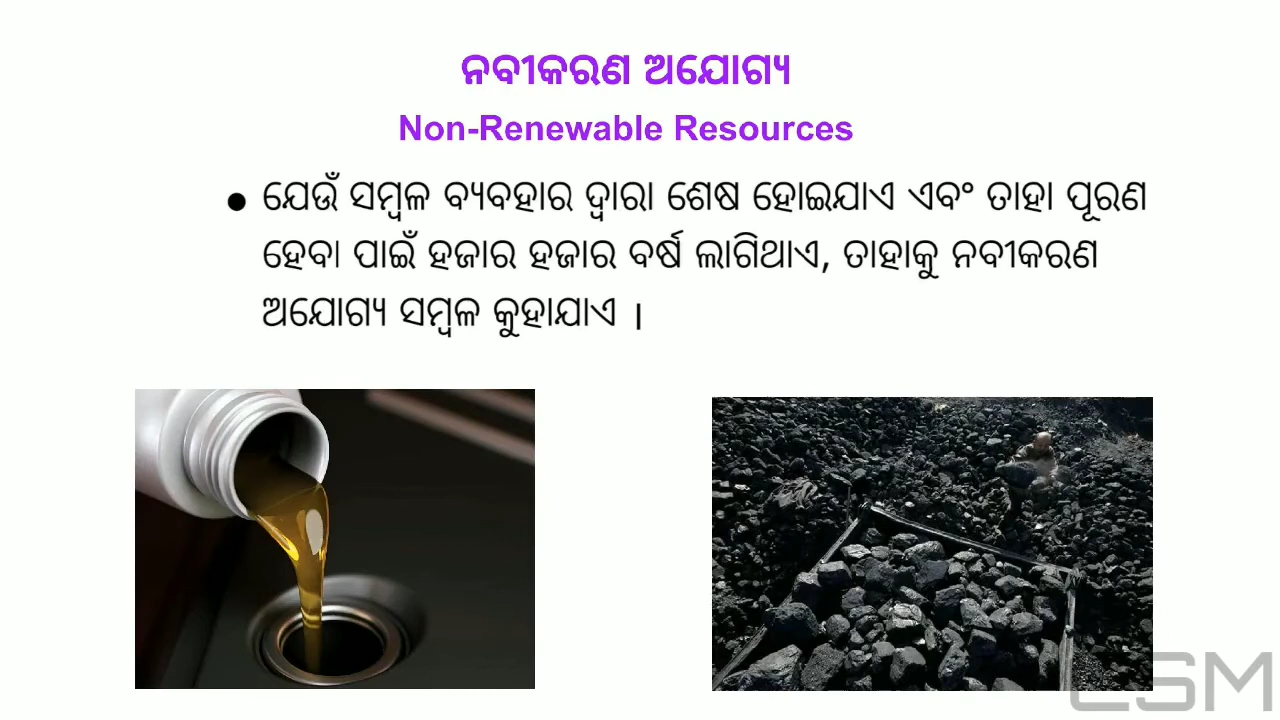 ନବୀକରଣ ଅଯୋଗ୍ୟ
Non-Renewable Resources
● ଯେଉଁ ସମ୍ବଳ ବ୍ୟବହାର ଦ୍ୱାରା ଶେଷ ହୋଇଯାଏ ଏବଂ ତାହା ପୂରଣ
ହେବା ପାଇଁ ହଜାର ହଜାର ବର୍ଷ ଲାଗିଥାଏ, ତାହାକୁ ନବୀକରଣ
ଅଯୋଗ୍ୟ ସମ୍ବଳ କୁହାଯାଏ ।